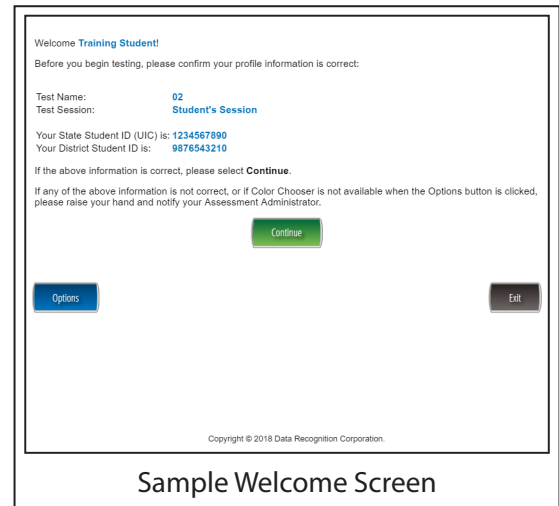 Welcome Training Student!
Before you begin testing, please confirm your profile information is correct:
Test Name: 02
Test Session: Student's Session
Your State Student ID (UIC) is: 1234567890
Your District Student ID is: 9876543210
If the above information is correct, please select Continue.
If any of the above information is not correct, or if Color Chooser is not available when the Options button is clicked,
please raise your hand and notify your Assessment Administrator.
Continue
Options
Exit
Copyright © 2018 Data Recognition Corporation.
Sample Welcome Screen